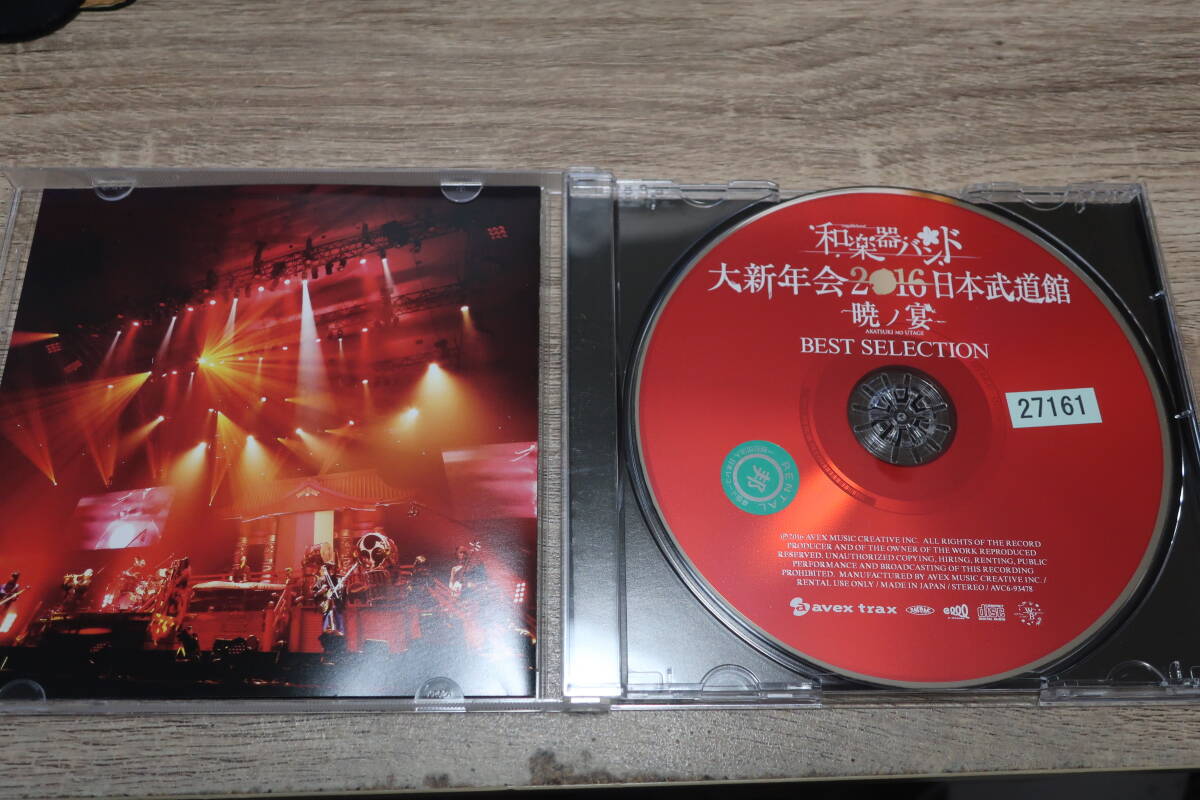 和楽器バンド
大新年会2016日本武道館
-暁ノ宴-
AKATSUKI NO UTAGE
BEST SELECTION
27161
RENTAL
邦
℗2016 AVEX MUSIC CREATIVE INC. ALL RIGHTS OF THE RECORD
PRODUCER AND OF THE OWNER OF THE WORK REPRODUCED
RESERVED. UNAUTHORIZED COPYING, HIRING, RENTING, PUBLIC
PERFORMANCE AND BROADCASTING OF THIS RECORDING
PROHIBITED. MANUFACTURED BY AVEX MUSIC CREATIVE INC. /
RENTAL USE ONLY / MADE IN JAPAN / STEREO / AVC6-93478
avex trax
disc